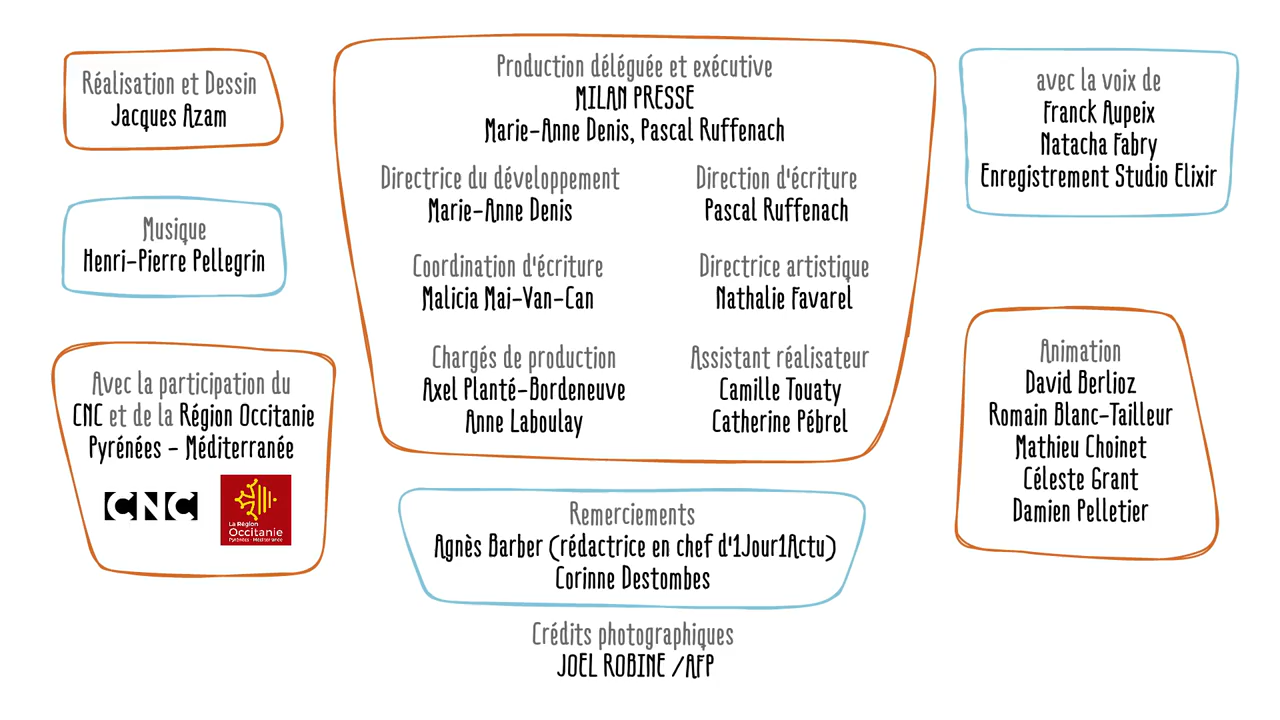 Réalisation et Dessin
Jacques Azam
Musique
Henri-Pierre Pellegrin
Avec la participation du
CNC et de la Région Occitanie
Pyrénées - Méditerranée
CNC
La Région
Occitanie
Pyrénées - Méditerranée
Production déléguée et exécutive
MILAN PRESSE
Marie-Anne Denis, Pascal Ruffenach
Directrice du développement
Marie-Anne Denis
Direction d'écriture
Pascal Ruffenach
Coordination d'écriture
Malicia Mai-Van-Can
Directrice artistique
Nathalie Favarel
Chargés de production
Axel Planté-Bordeneuve
Anne Laboulay
Assistant réalisateur
Camille Touaty
Catherine Pébrel
Remerciements
Agnès Barber (rédactrice en chef d'1Jour1Actu)
Corinne Destombes
Crédits photographiques
JOEL ROBINE /AFP
avec la voix de
Franck Aupeix
Natacha Fabry
Enregistrement Studio Elixir
Animation
David Berlioz
Romain Blanc-Tailleur
Mathieu Choinet
Céleste Grant
Damien Pelletier